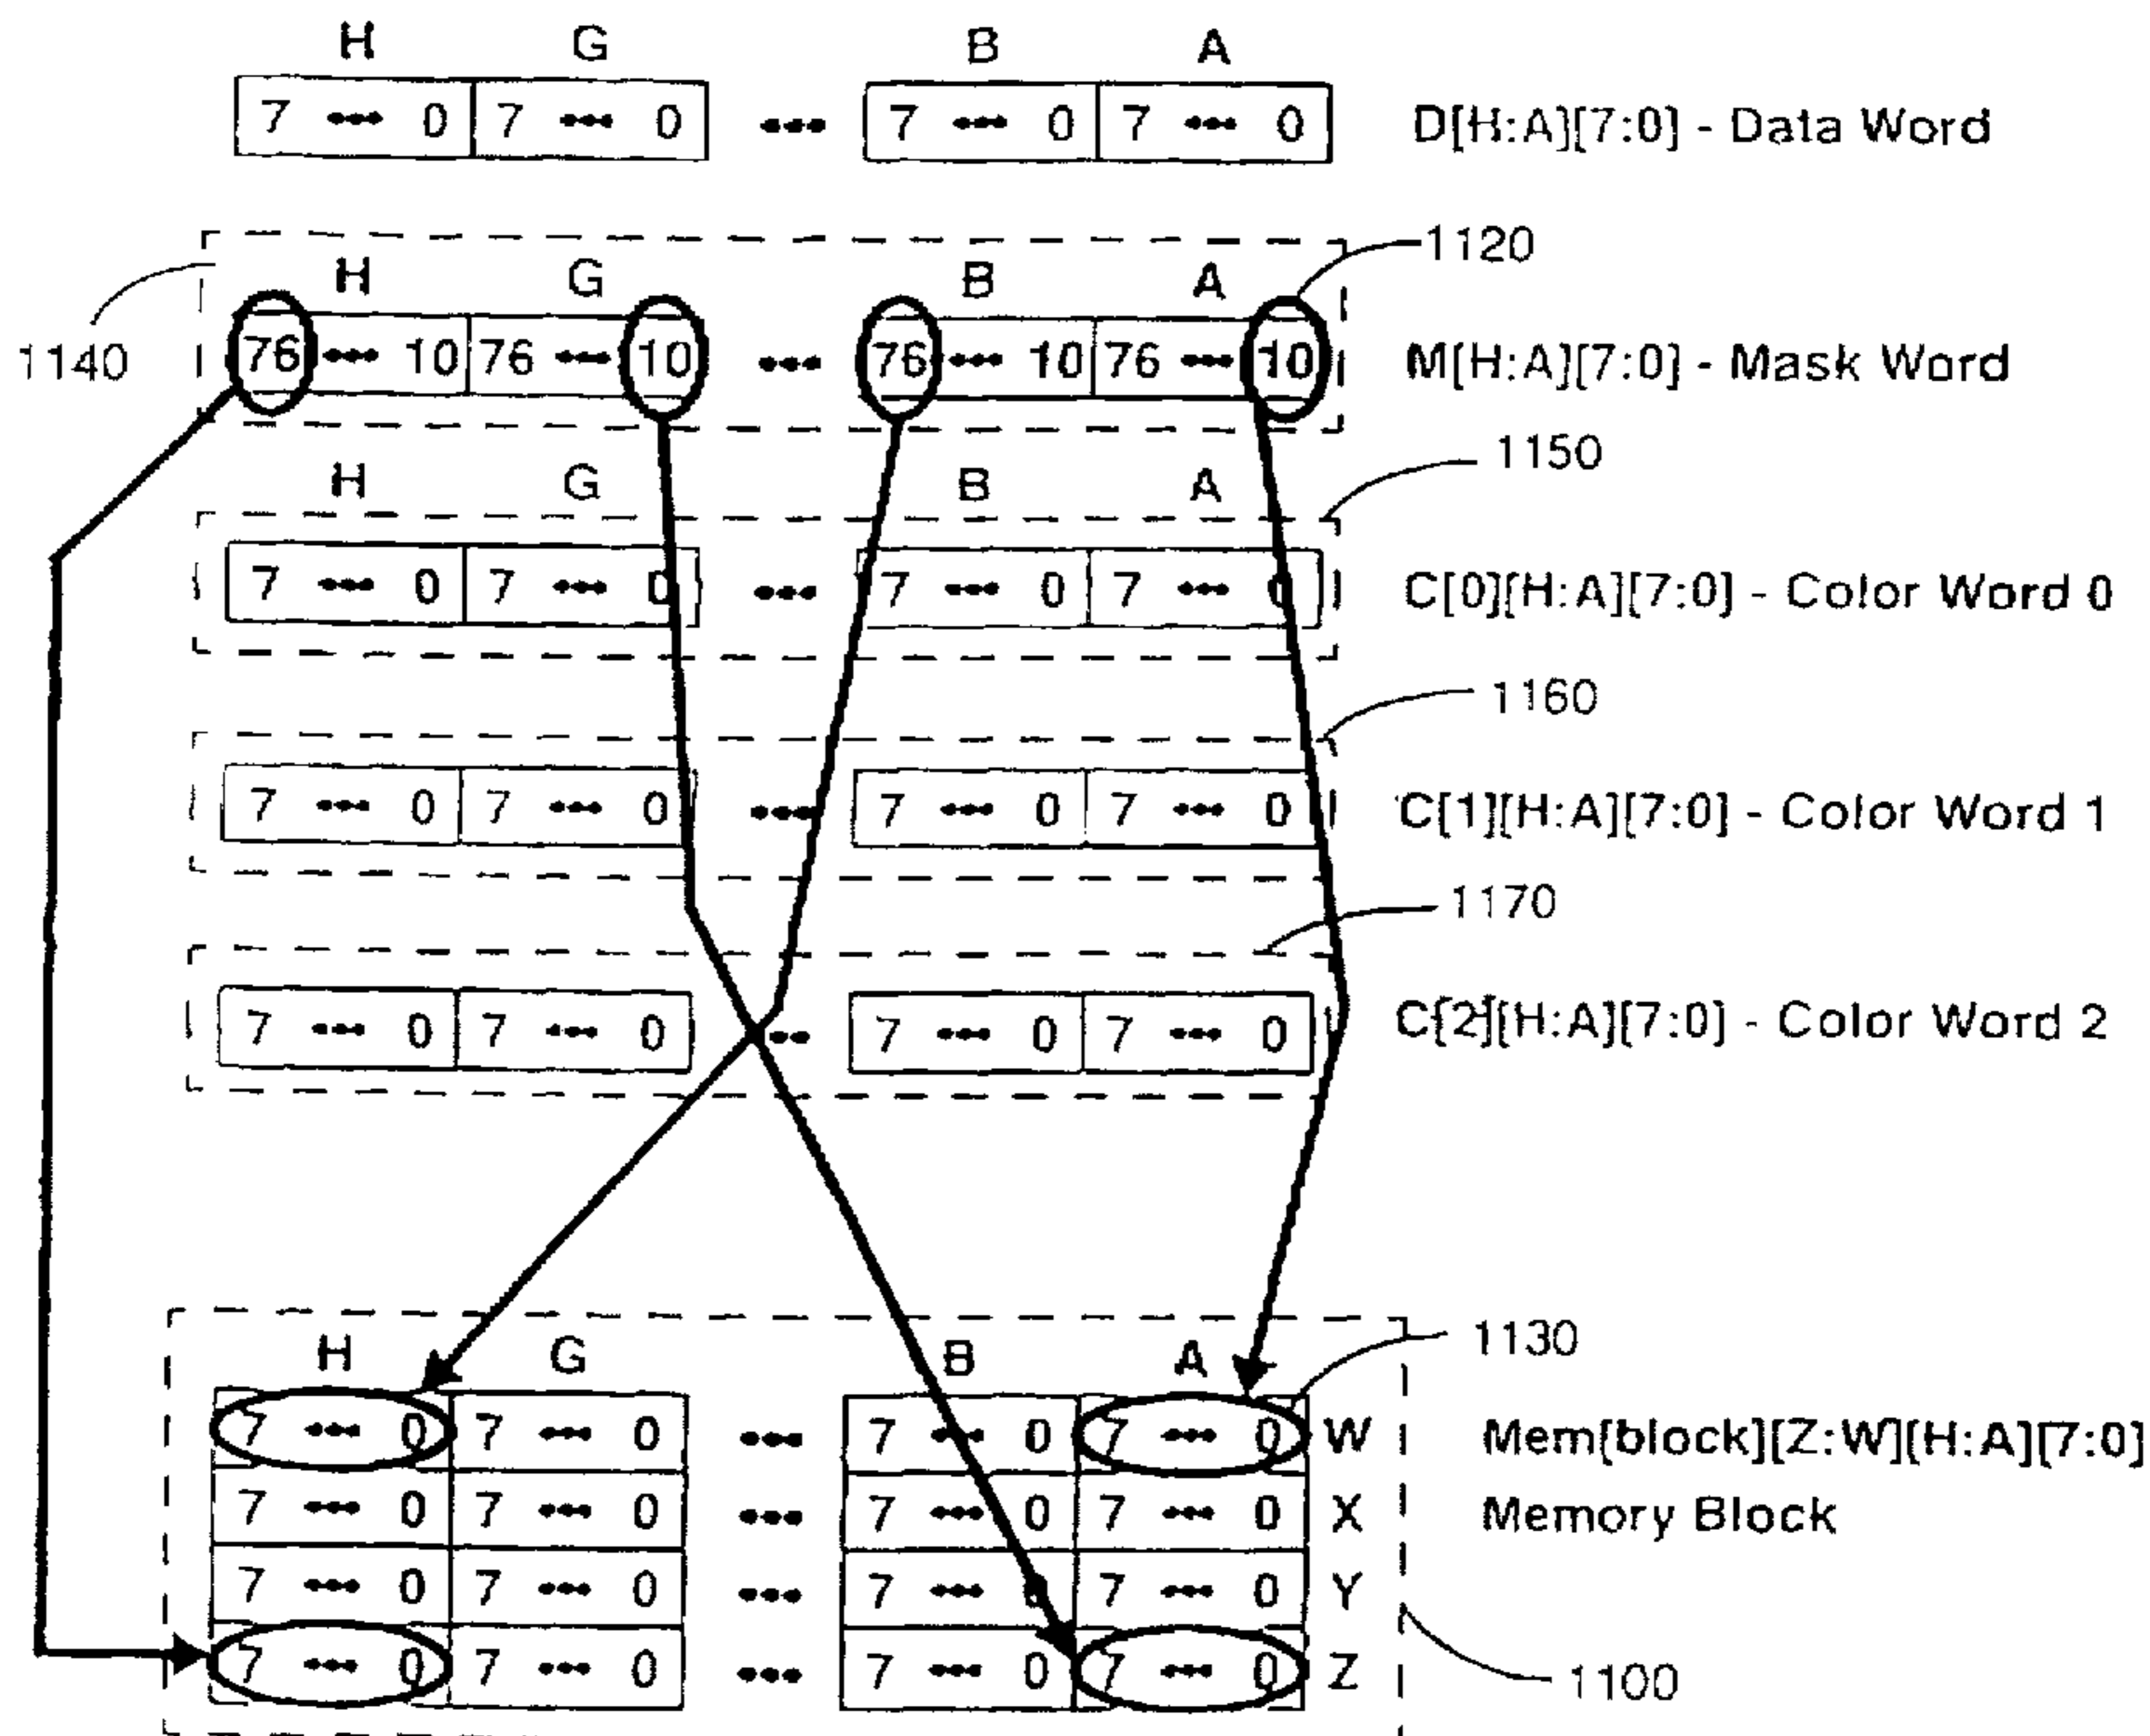 H G B A
7 ••• 0 7 ••• 0 ••• 7 ••• 0 7 ••• 0 D[H:A][7:0] - Data Word
1120
H G B A
1140 76 ••• 10 76 ••• 10 ••• 76 ••• 10 76 ••• 10 M[H:A][7:0] - Mask Word
1150
H G B A
7 ••• 0 7 ••• 0 ••• 7 ••• 0 7 ••• 0 C[0][H:A][7:0] - Color Word 0
1160
7 ••• 0 7 ••• 0 ••• 7 ••• 0 7 ••• 0 C[1][H:A][7:0] - Color Word 1
1170
7 ••• 0 7 ••• 0 ••• 7 ••• 0 7 ••• 0 C[2][H:A][7:0] - Color Word 2
1130
H G B A
7 ••• 0 7 ••• 0 ••• 7 ••• 0 7 ••• 0 W Mem[block][Z:W][H:A][7:0]
7 ••• 0 7 ••• 0 ••• 7 ••• 0 7 ••• 0 X Memory Block
7 ••• 0 7 ••• 0 ••• 7 ••• 0 7 ••• 0 Y
7 ••• 0 7 ••• 0 ••• 7 ••• 0 7 ••• 0 Z
1100